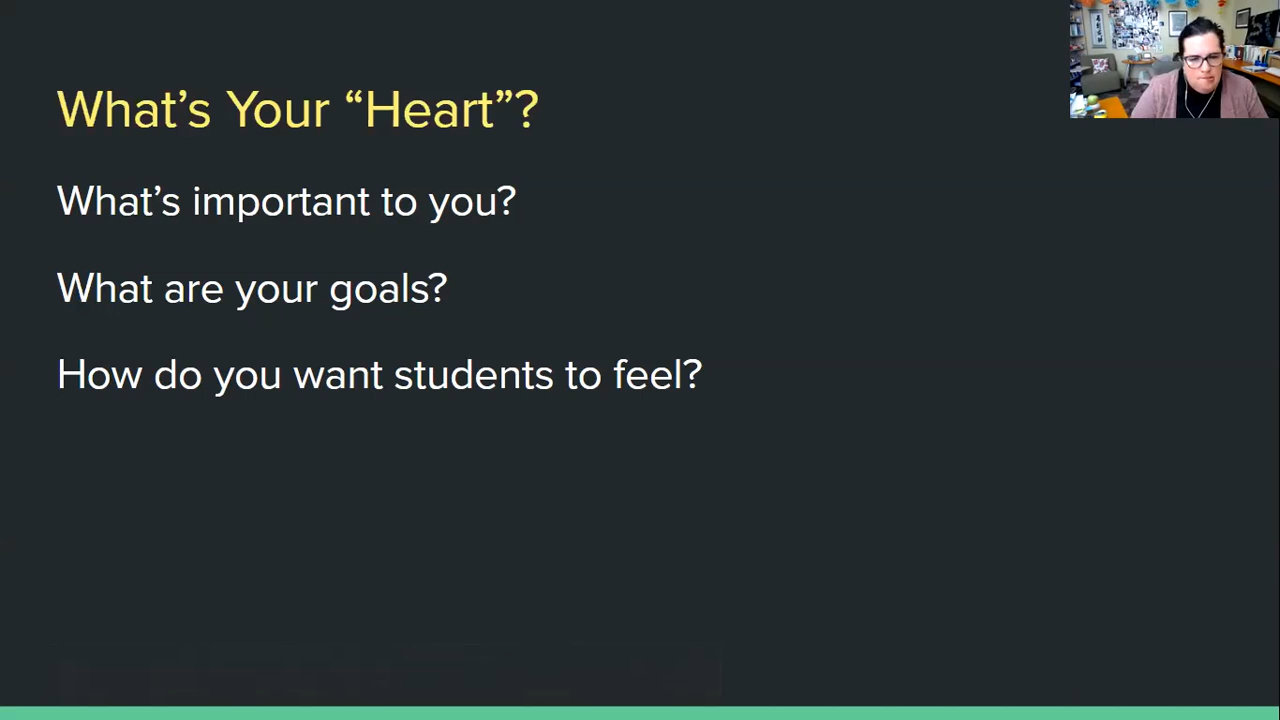 What’s Your “Heart”?
What’s important to you?
What are your goals?
How do you want students to feel?